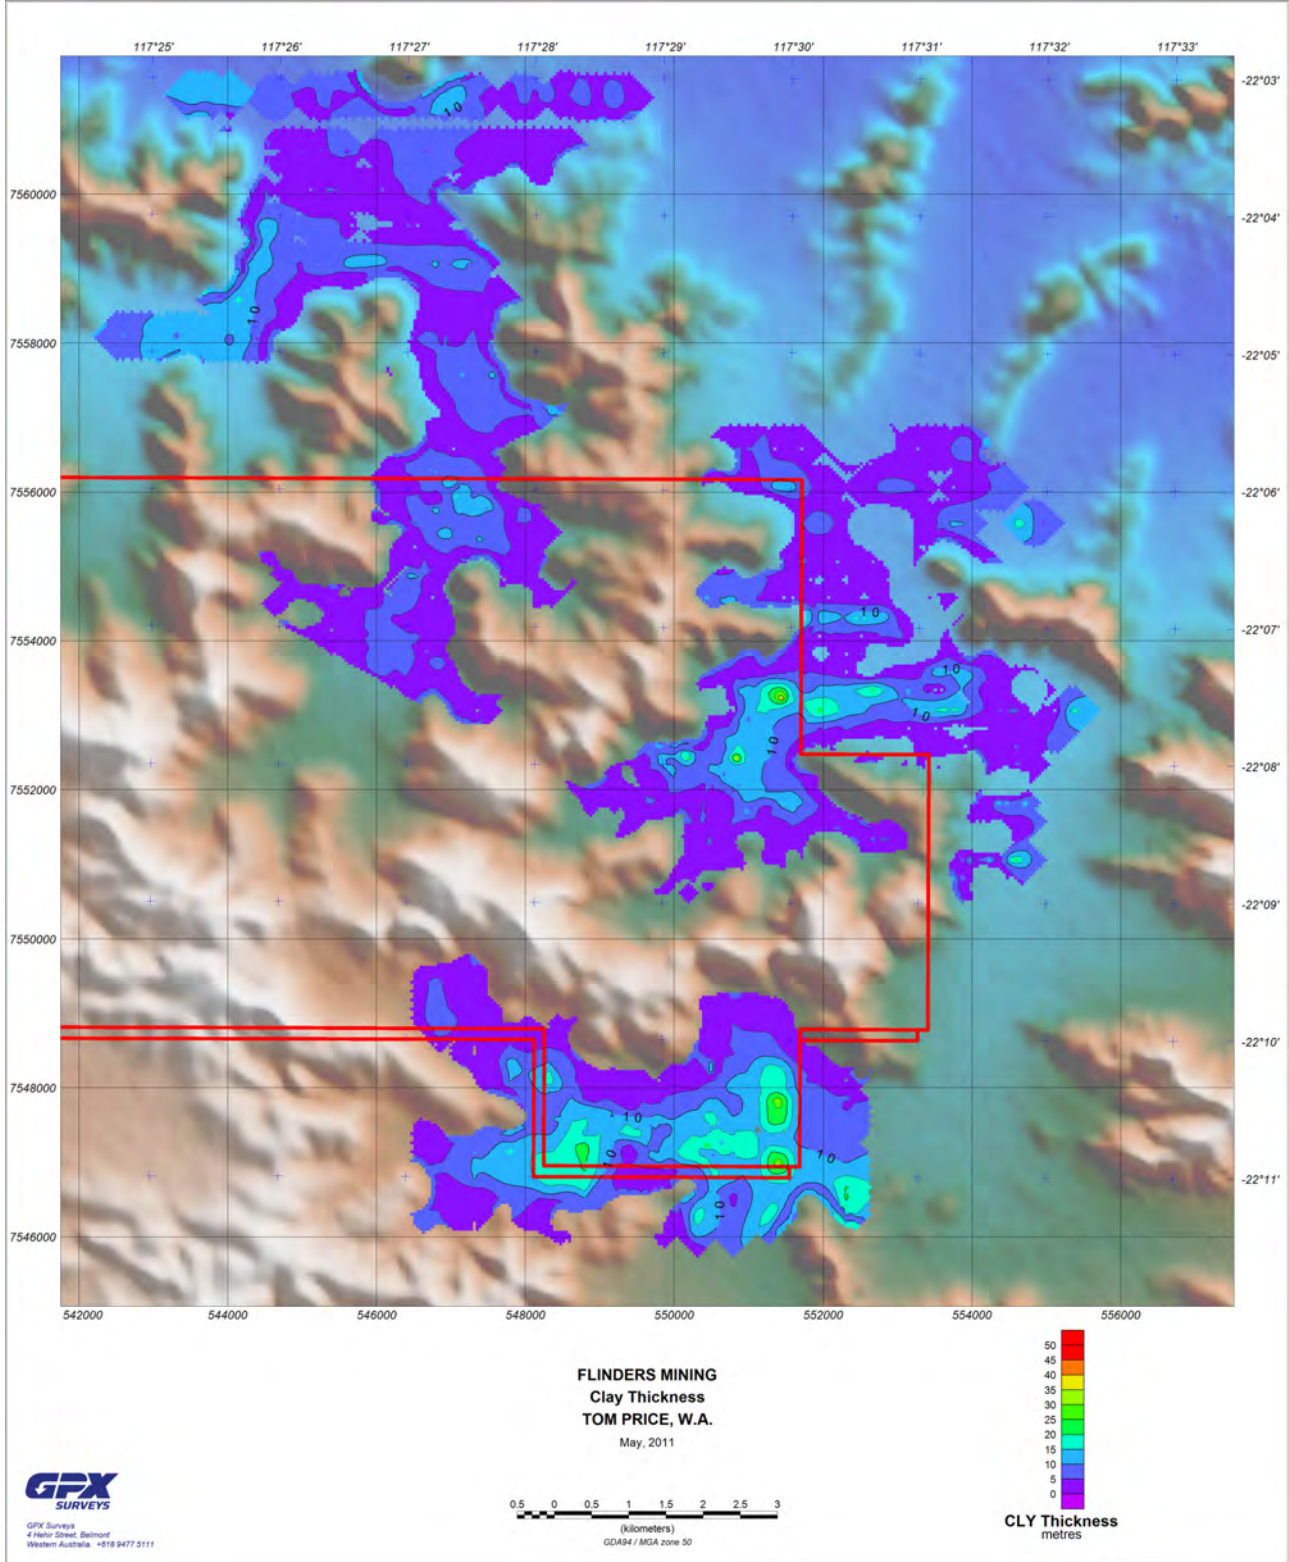 117°25' 117°26' 117°27' 117°28' 117°29' 117°30' 117°31' 117°32' 117°33'
-22°03'
10
7560000
-22°04'
10
7558000
-22°05'
7556000
-22°06'
10
7554000
-22°07'
10
10
10
-22°08'
7552000
-22°09'
7550000
-22°10'
7548000
10
10
10
-22°11'
10
7546000
542000 544000 546000 548000 550000 552000 554000 556000
FLINDERS MINING
Clay Thickness
TOM PRICE, W.A.
May, 2011
50
45
40
35
30
25
20
15
10
5
0
CLY Thickness
metres
0.5 0 0.5 1 1.5 2 2.5 3
(kilometers)
GDA94 / MGA zone 50
GPX
SURVEYS
GPX Surveys
4 Hehir Street, Belmont
Western Australia. +618 9477 5111